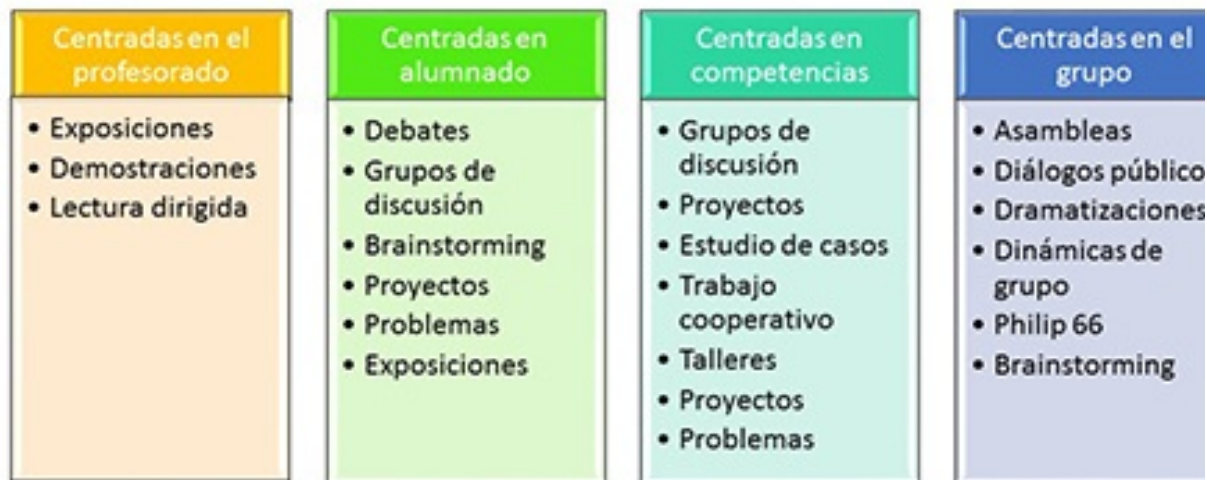 Centradas en el
profesorado
• Exposiciones
• Demostraciones
• Lectura dirigida
Centradas en
alumnado
• Debates
• Grupos de
discusión
• Brainstorming
• Proyectos
• Problemas
• Exposiciones
Centradas en
competencias
• Grupos de
discusión
• Proyectos
• Estudio de casos
• Trabajo
cooperativo
• Talleres
• Proyectos
• Problemas
Centradas en el
grupo
• Asambleas
• Diálogos público
• Dramatizaciones
• Dinámicas de
grupo
• Philip 66
• Brainstorming